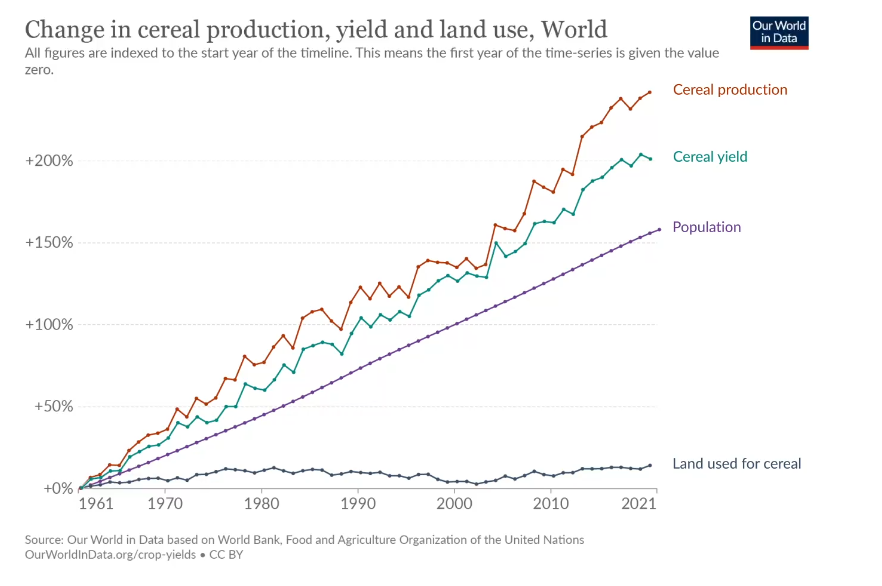 Change in cereal production, yield and land use, World
Our World
in Data
All figures are indexed to the start year of the timeline. This means the first year of the time-series is given the value
zero.
Cereal production
+200%
Cereal yield
Population
+150%
+100%
+50%
Land used for cereal
+0%
1961 1970 1980 1990 2000 2010 2021
Source: Our World in Data based on World Bank, Food and Agriculture Organization of the United Nations
OurWorldInData.org/crop-yields • CC BY